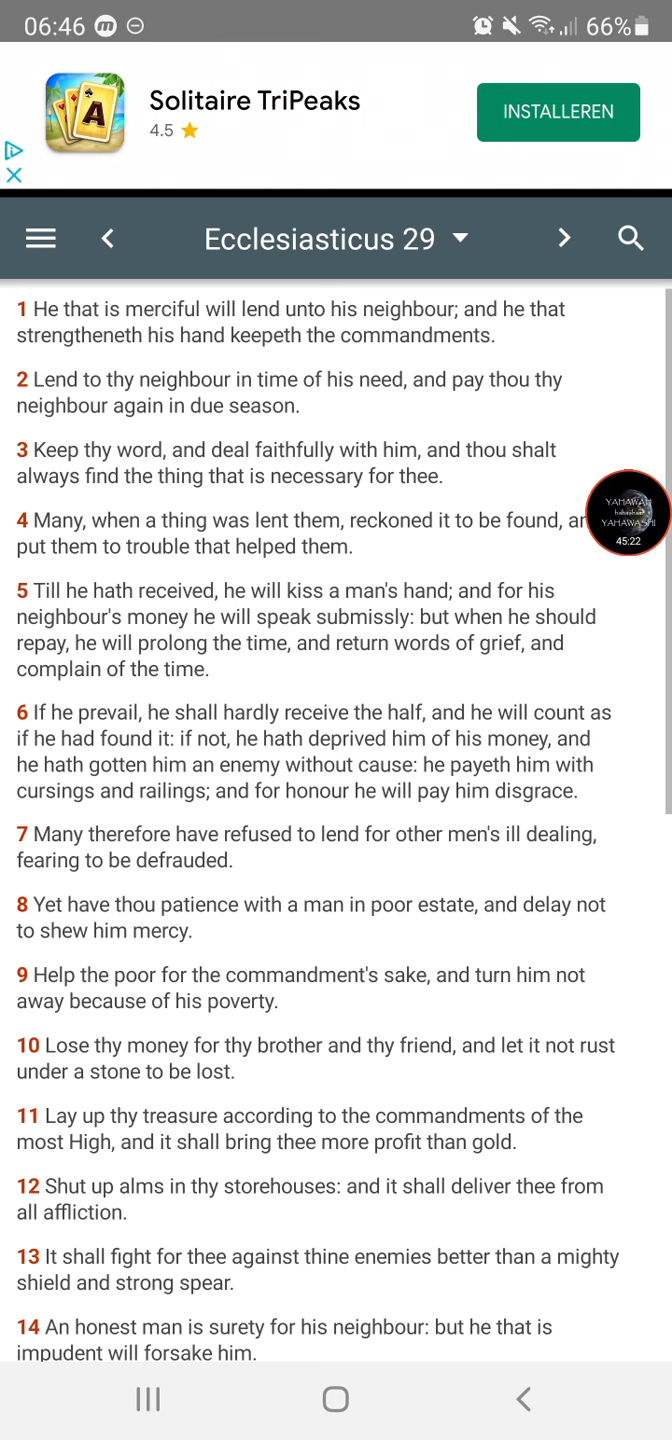 06:46 66%
Solitaire TriPeaks
4.5
INSTALLEREN
Ecclesiasticus 29
1 He that is merciful will lend unto his neighbour; and he that
strengtheneth his hand keepeth the commandments.
2 Lend to thy neighbour in time of his need, and pay thou thy
neighbour again in due season.
3 Keep thy word, and deal faithfully with him, and thou shalt
always find the thing that is necessary for thee.
4 Many, when a thing was lent them, reckoned it to be found,
put them to trouble that helped them.
YAHAWAH
bahasham
YAHAWASHI
45:22
5 Till he hath received, he will kiss a man's hand; and for his
neighbour's money he will speak submissly: but when he should
repay, he will prolong the time, and return words of grief, and
complain of the time.
6 If he prevail, he shall hardly receive the half, and he will count as
if he had found it: if not, he hath deprived him of his money, and
he hath gotten him an enemy without cause: he payeth him with
cursings and railings; and for honour he will pay him disgrace.
7 Many therefore have refused to lend for other men's ill dealing,
fearing to be defrauded.
8 Yet have thou patience with a man in poor estate, and delay not
to shew him mercy.
9 Help the poor for the commandment's sake, and turn him not
away because of his poverty.
10 Lose thy money for thy brother and thy friend, and let it not rust
under a stone to be lost.
11 Lay up thy treasure according to the commandments of the
most High, and it shall bring thee more profit than gold.
12 Shut up alms in thy storehouses: and it shall deliver thee from
all affliction.
13 It shall fight for thee against thine enemies better than a mighty
shield and strong spear.
14 An honest man is surety for his neighbour: but he that is
impudent will forsake him.